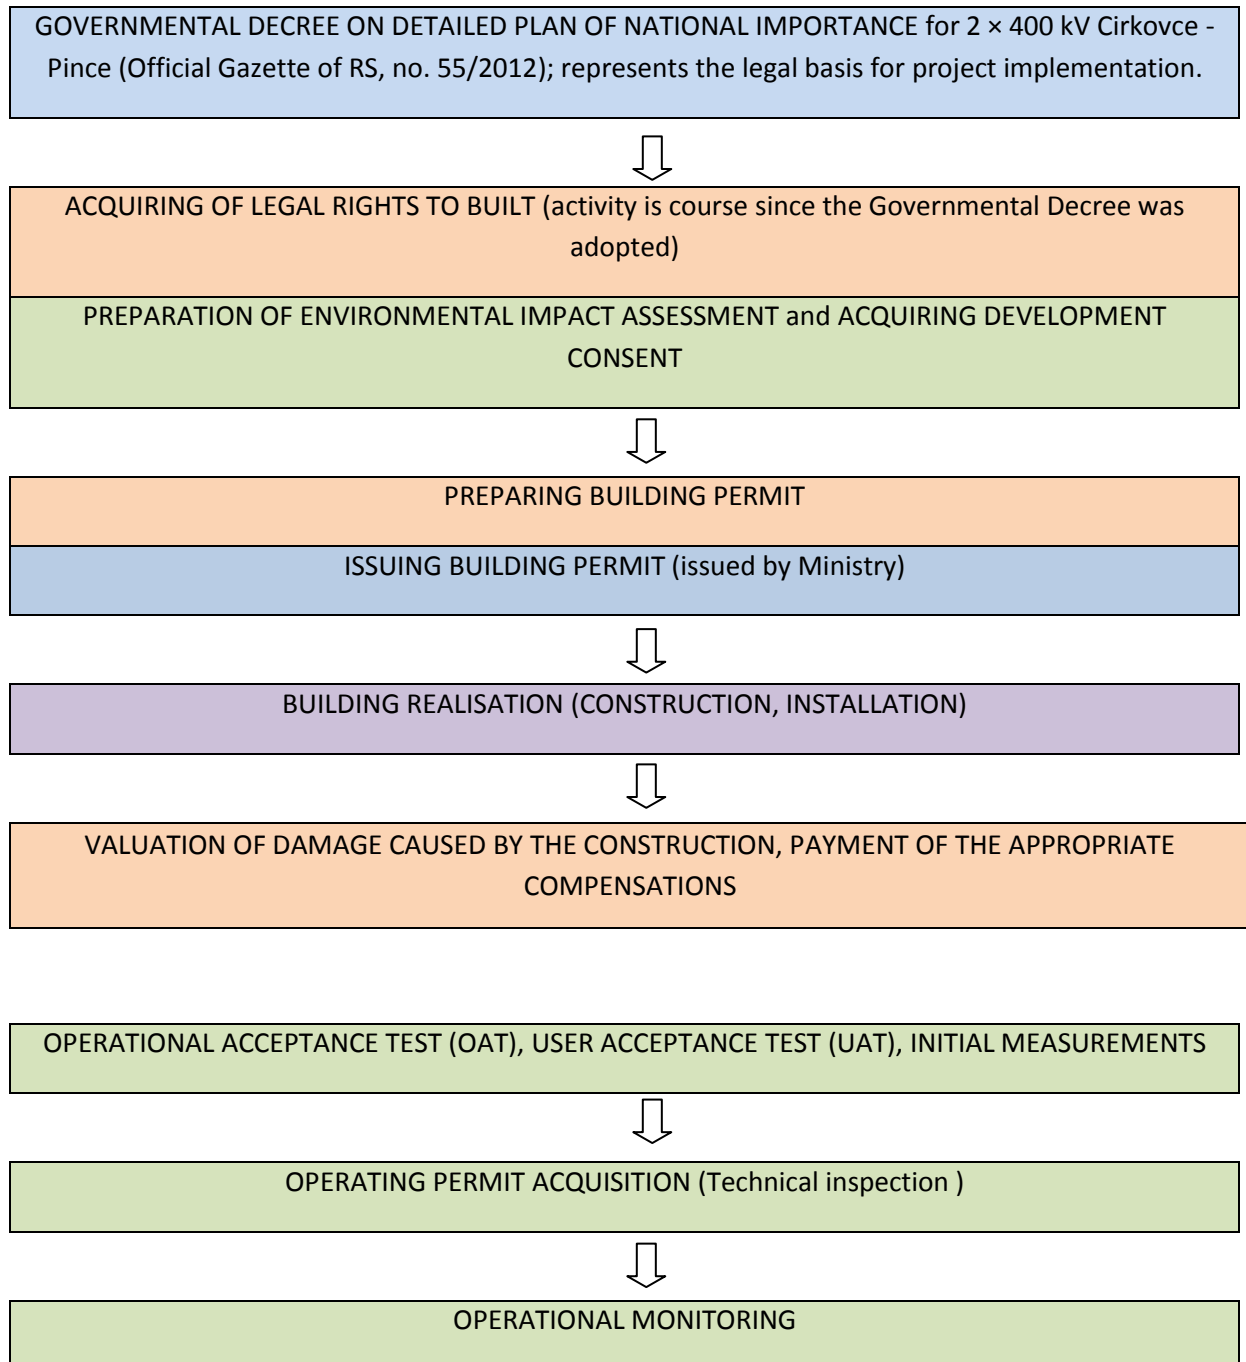 GOVERNMENTAL DECREE ON DETAILED PLAN OF NATIONAL IMPORTANCE for 2 × 400 kV Cirkovce -
Pince (Official Gazette of RS, no. 55/2012); represents the legal basis for project implementation.
ACQUIRING OF LEGAL RIGHTS TO BUILT (activity is course since the Governmental Decree was
adopted)
PREPARATION OF ENVIRONMENTAL IMPACT ASSESSMENT and ACQUIRING DEVELOPMENT
CONSENT
PREPARING BUILDING PERMIT
ISSUING BUILDING PERMIT (issued by Ministry)
BUILDING REALISATION (CONSTRUCTION, INSTALLATION)
VALUATION OF DAMAGE CAUSED BY THE CONSTRUCTION, PAYMENT OF THE APPROPRIATE
COMPENSATIONS
OPERATIONAL ACCEPTANCE TEST (OAT), USER ACCEPTANCE TEST (UAT), INITIAL MEASUREMENTS
OPERATING PERMIT ACQUISITION (Technical inspection )
OPERATIONAL MONITORING